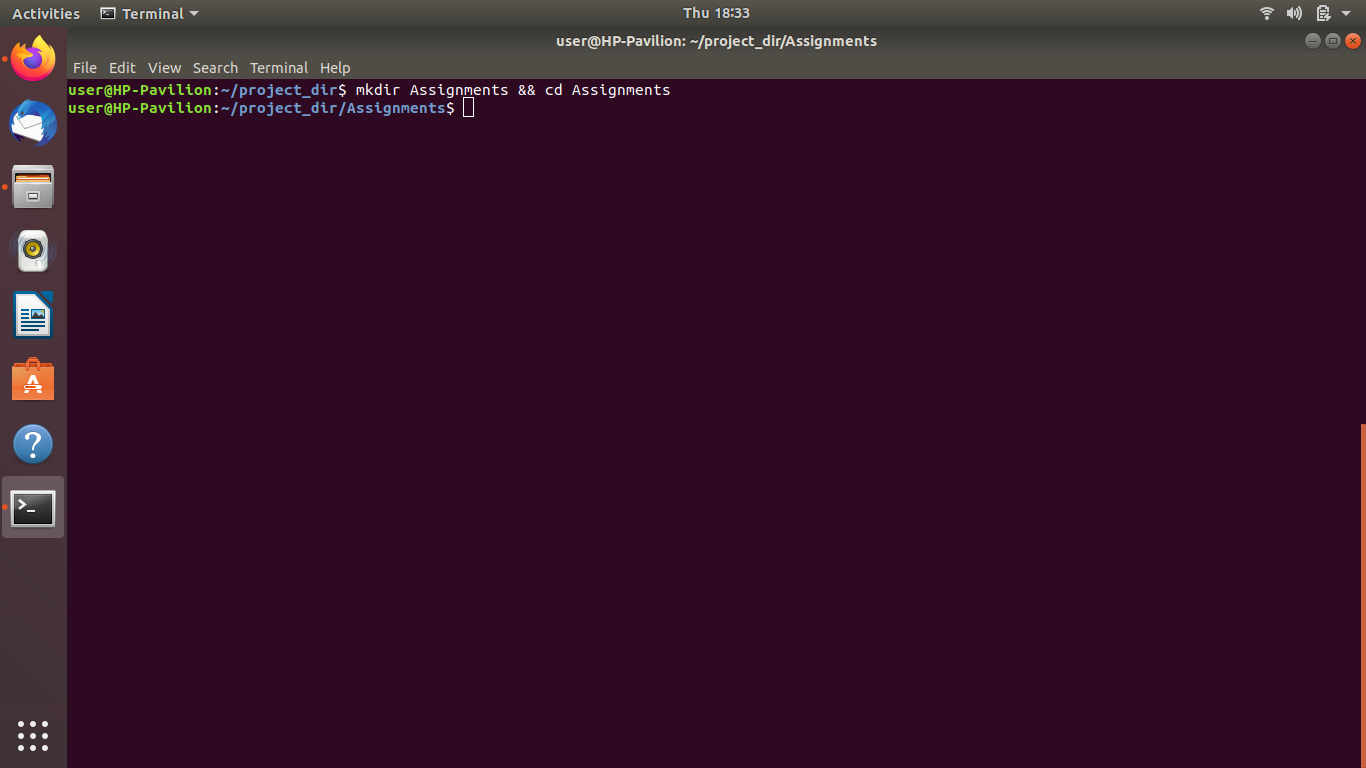 Activities Terminal Thu 18:33
user@HP-Pavilion: ~/project_dir/Assignments
File Edit View Search Terminal Help
user@HP-Pavilion:~/project_dir$ mkdir Assignments && cd Assignments
user@HP-Pavilion:~/project_dir/Assignments$